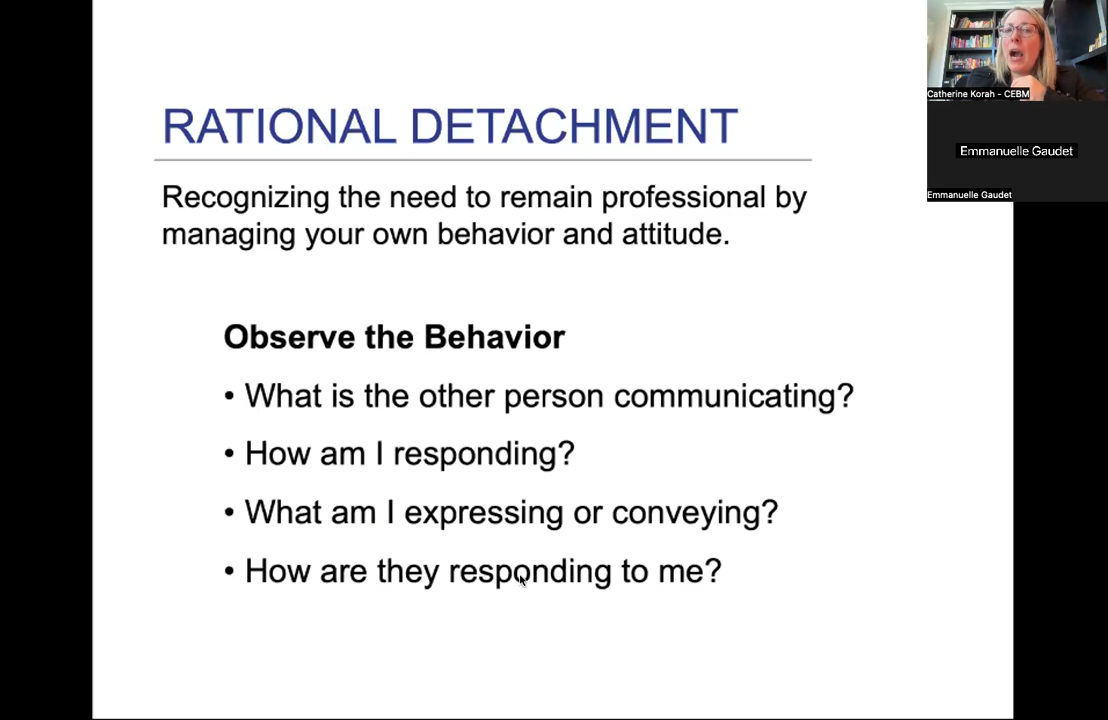 RATIONAL DETACHMENT
Recognizing the need to remain professional by
managing your own behavior and attitude.
Observe the Behavior
• What is the other person communicating?
• How am I responding?
• What am I expressing or conveying?
• How are they responding to me?
Catherine Korah - CEBM
Emmanuelle Gaudet
Emmanuelle Gaudet